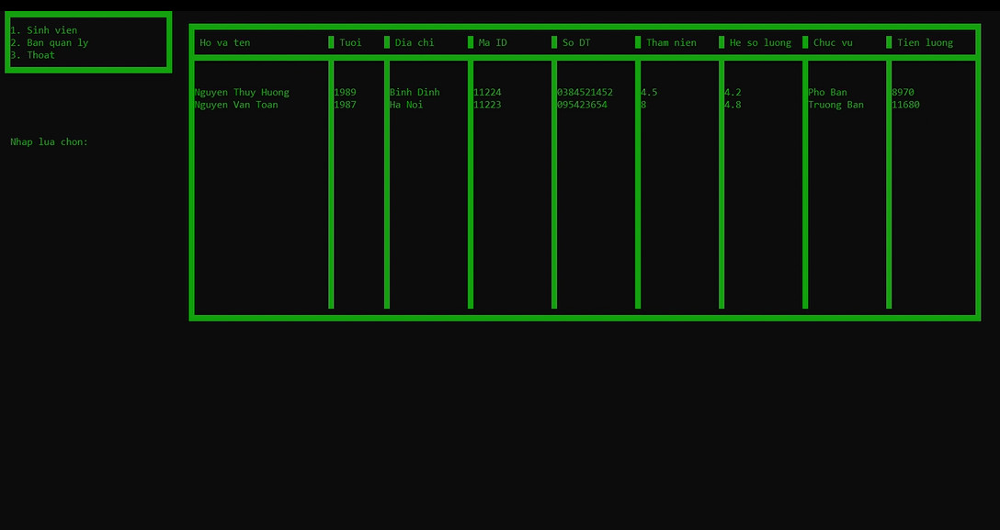 1. Sinh vien
2. Ban quan ly
3. Thoat
Nhap lua chon:
Ho va ten Tuoi Dia chi Ma ID So DT Tham nien He so luong Chuc vu Tien luong
Nguyen Thuy Huong 1989 Binh Dinh 11224 0384521452 4.5 4.2 Pho Ban 8970
Nguyen Van Toan 1987 Ha Noi 11223 095423654 8 4.8 Truong Ban 11680